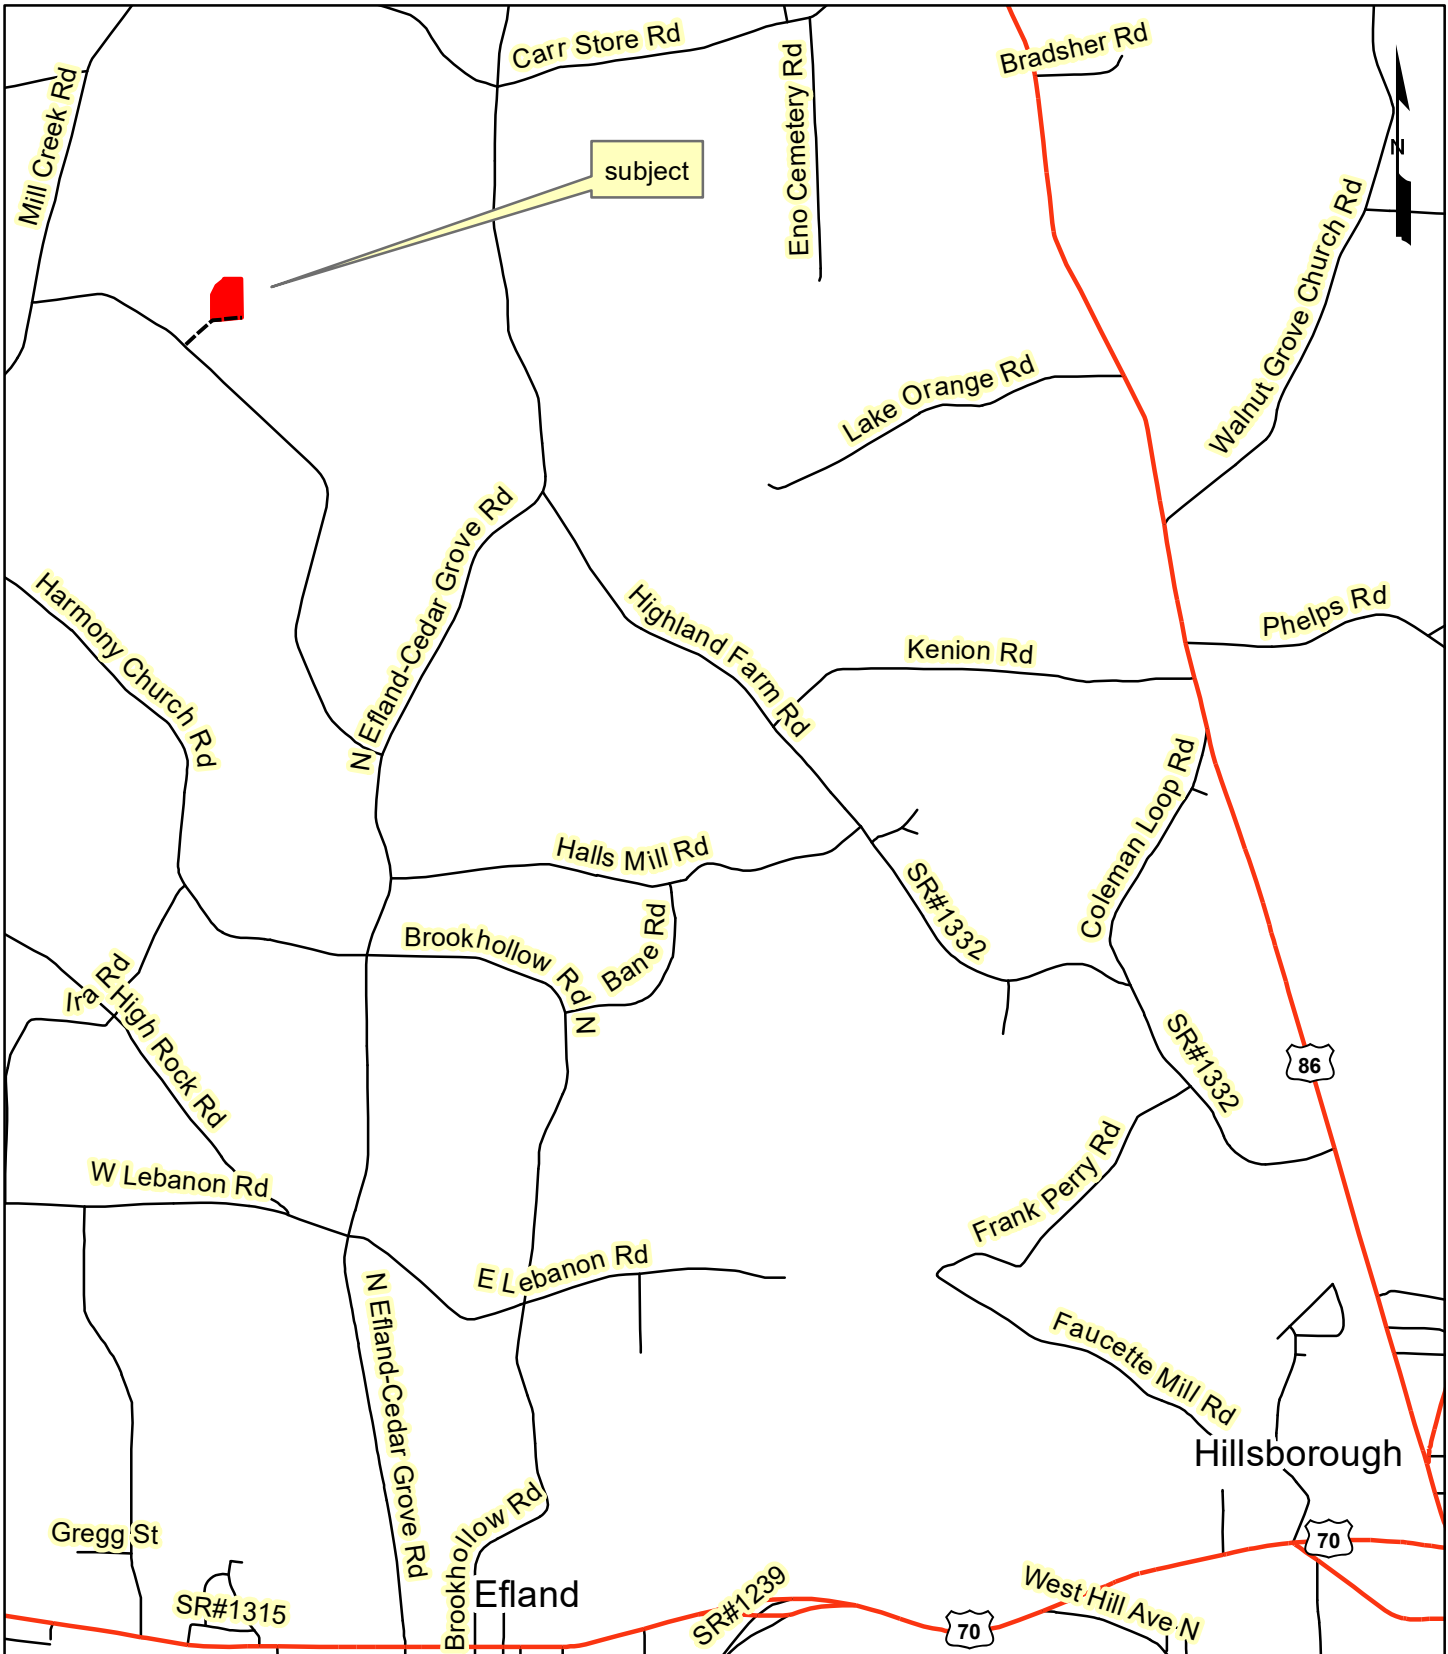 Carr Store Rd
Bradsher Rd
Mill Creek Rd
Eno Cemetery Rd
N
subject
Walnut Grove Church Rd
Lake Orange Rd
N Efland-Cedar Grove Rd
Harmony Church Rd
Highland Farm Rd
Phelps Rd
Kenion Rd
Coleman Loop Rd
Halls Mill Rd
SR#1332
Brookhollow Rd N
Bane Rd
Ira Rd
High Rock Rd
SR#1332
86
Frank Perry Rd
W Lebanon Rd
E Lebanon Rd
N Efland-Cedar Grove Rd
Faucette Mill Rd
Hillsborough
Brookhollow Rd
Gregg St
70
SR#1315
Efland
SR#1239
West Hill Ave N
70